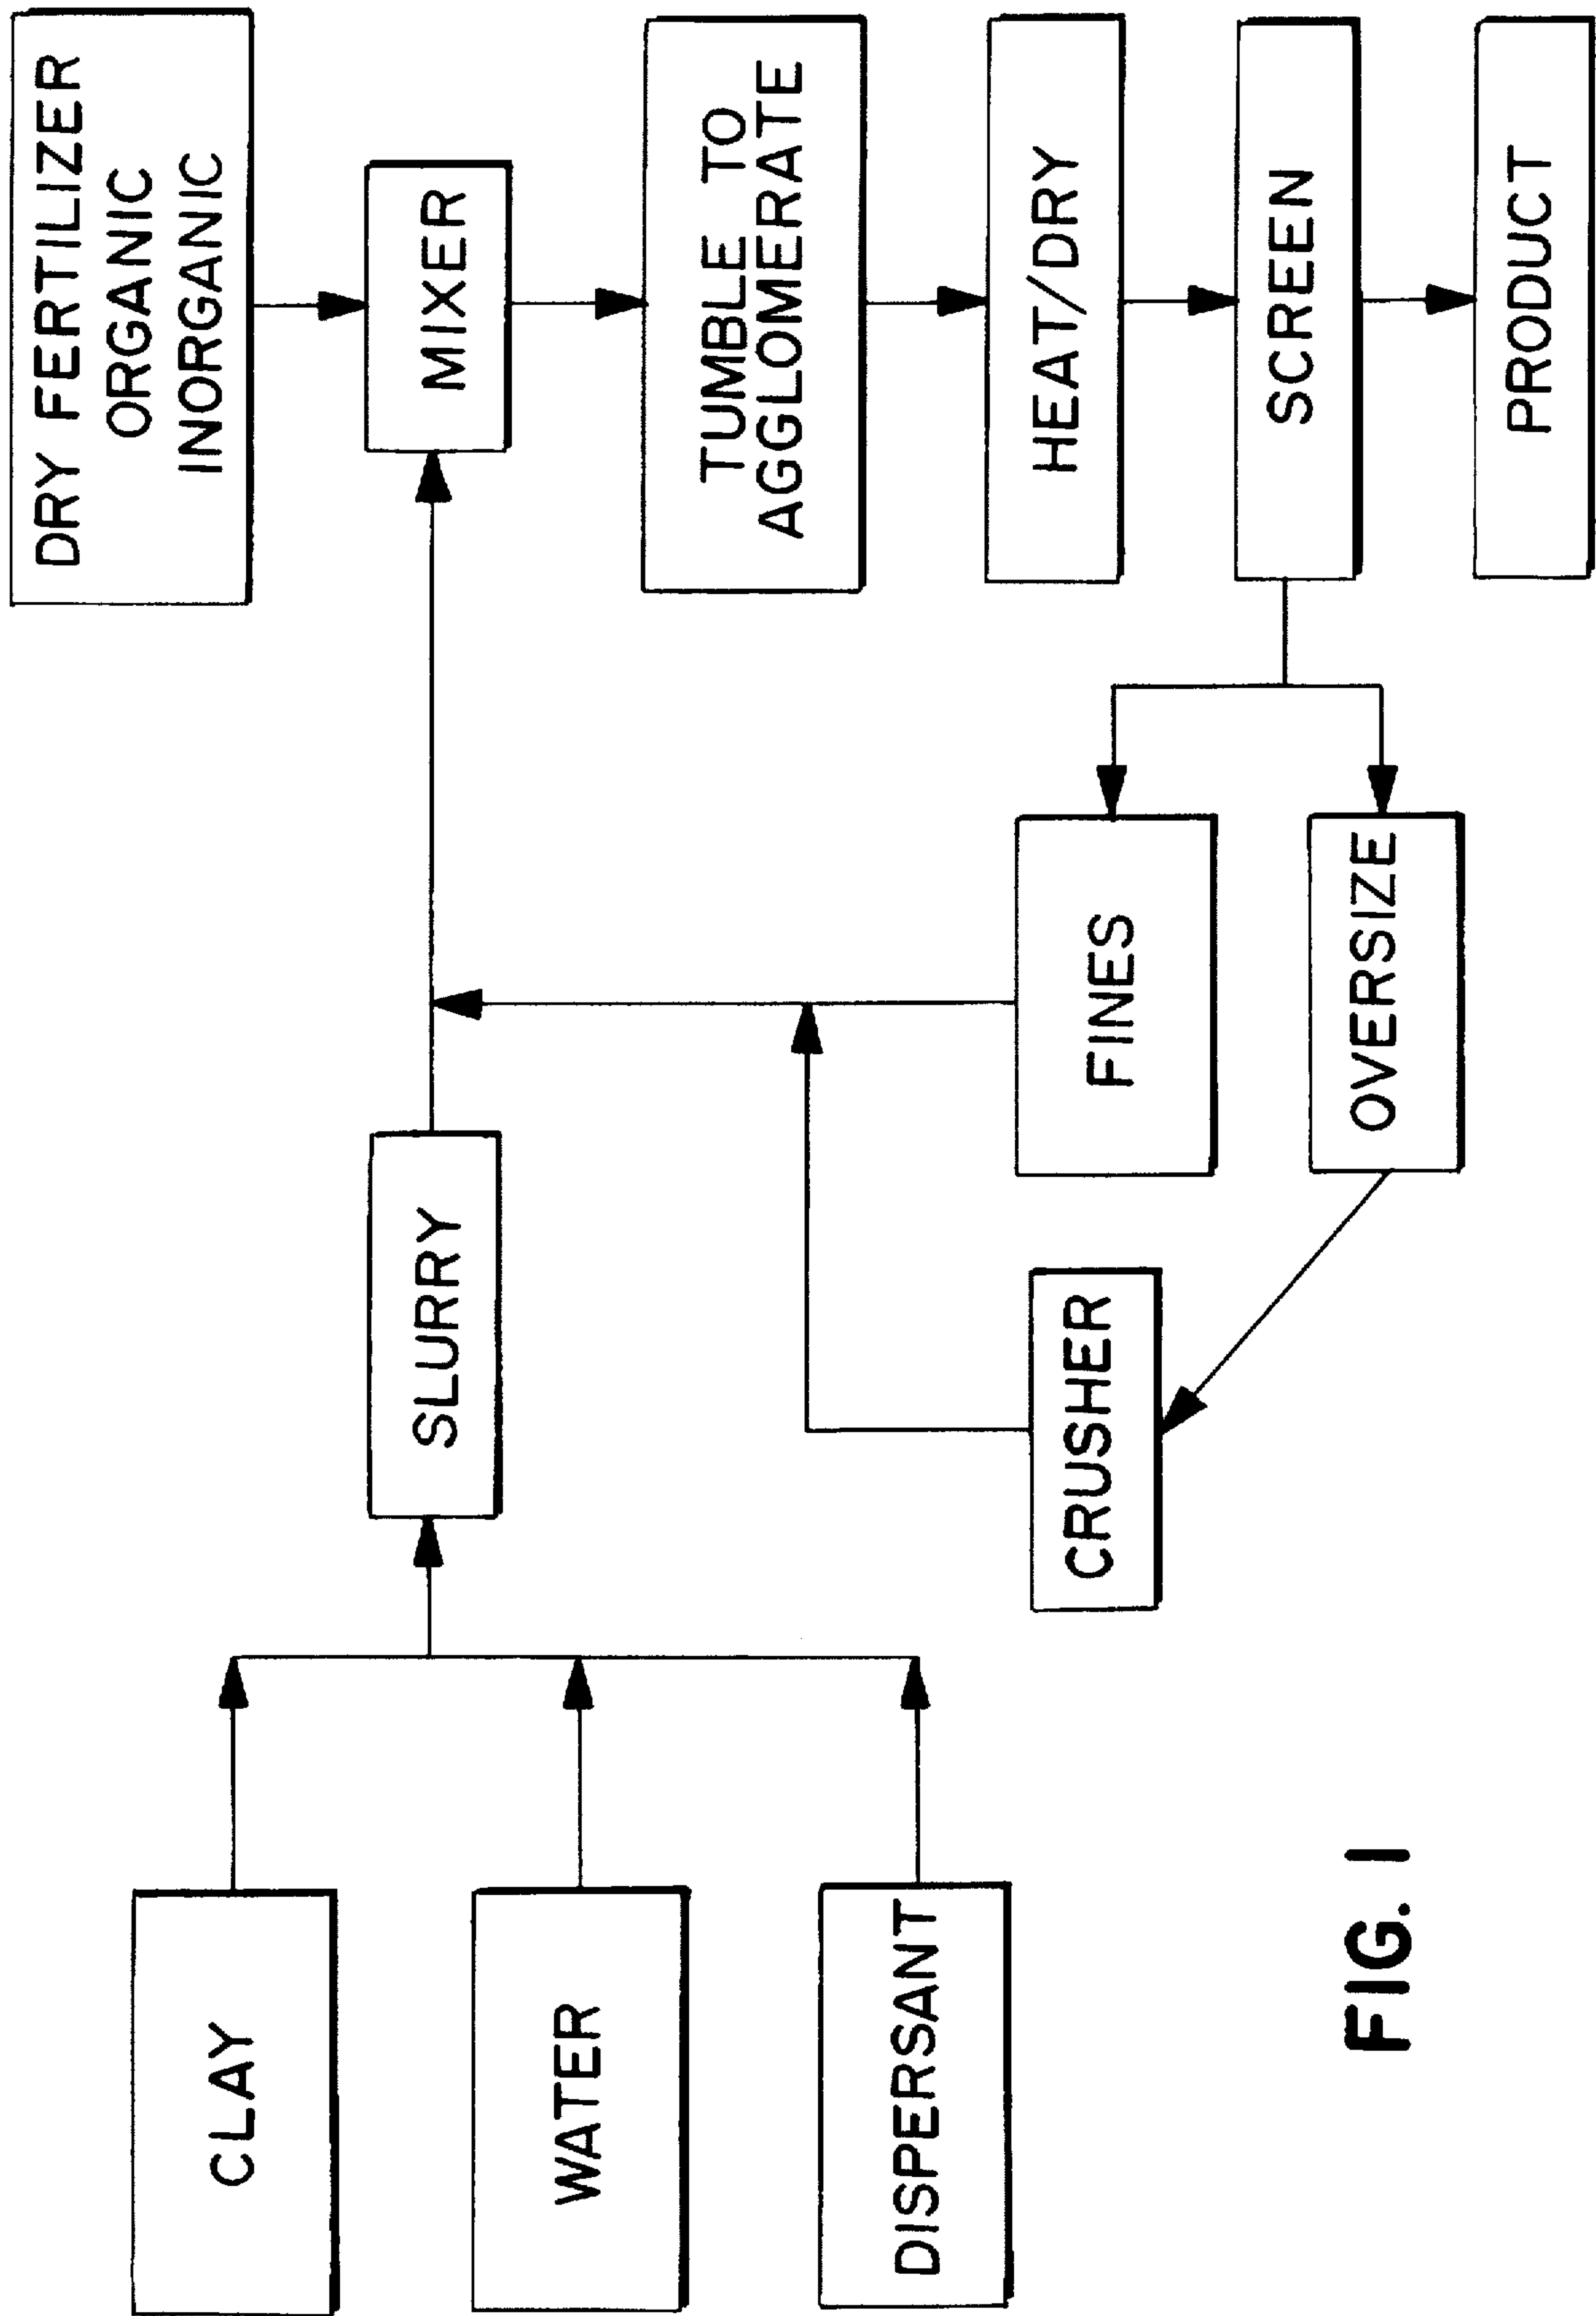 DRY FERTILIZER
ORGANIC
INORGANIC
MIXER
TUMBLE TO
AGGLOMERATE
HEAT/DRY
SCREEN
PRODUCT
SLURRY
FINES
OVERSIZE
CRUSHER
CLAY
WATER
DISPERSANT
FIG. 1